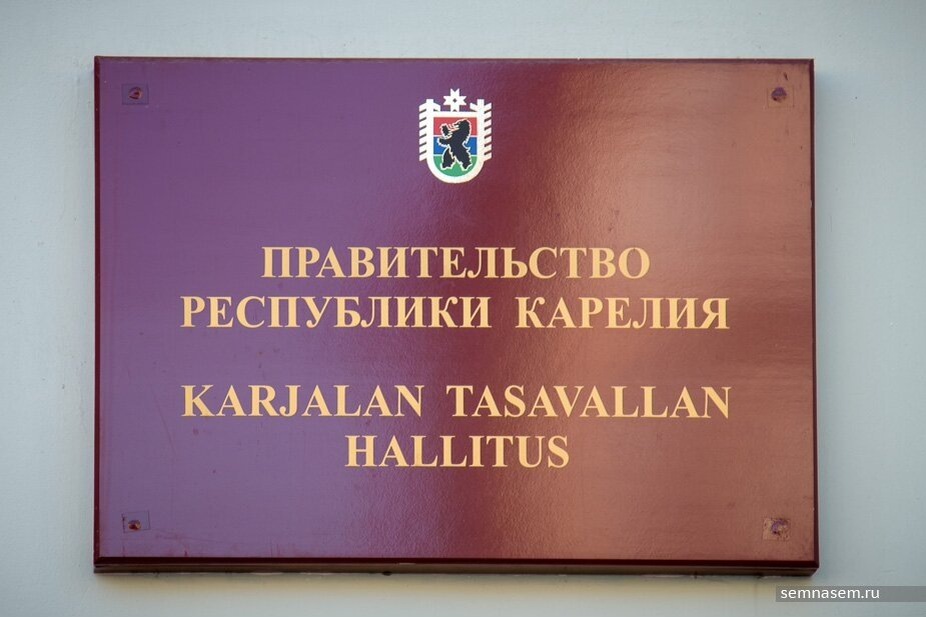 ПРАВИТЕЛЬСТВО
РЕСПУБЛИКИ КАРЕЛИЯ
KARJALAN TASAVALLAN
HALLITUS
semnasem.ru